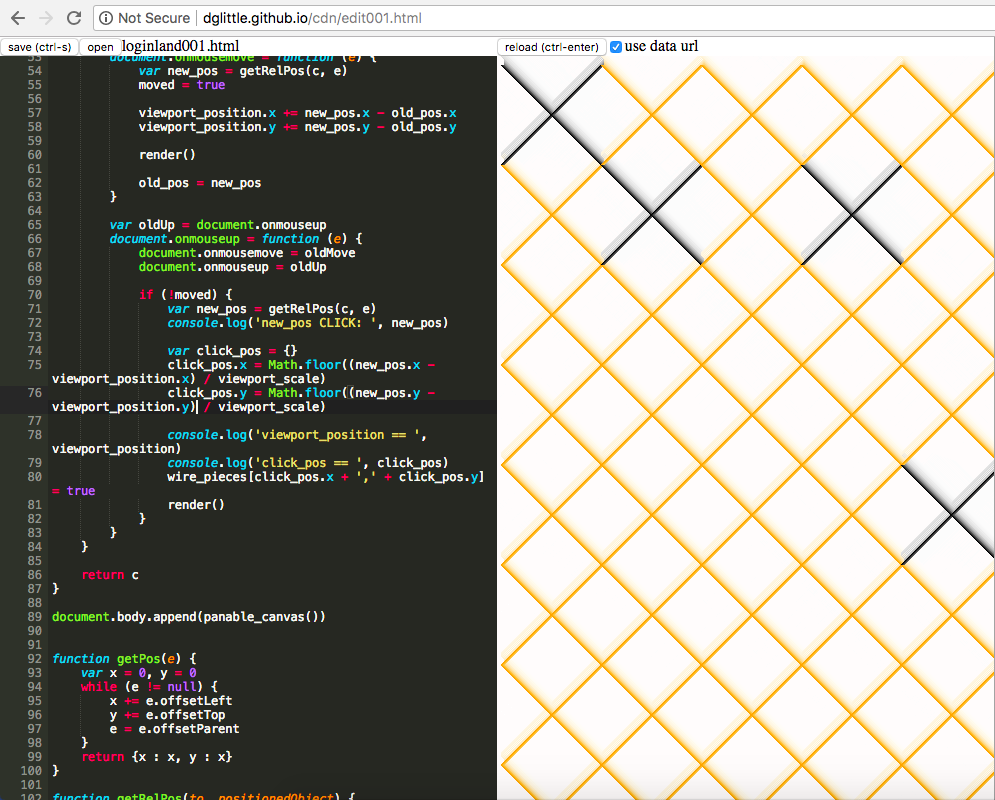 Not Secure | dglittle.github.io/cdn/edit001.html
save (ctrl-s) open loginland001.html reload (ctrl-enter) use data url
53 document.onmousemove = function (e) {
54 var new_pos = getRelPos(c, e)
55 moved = true
56
57 viewport_position.x += new_pos.x - old_pos.x
58 viewport_position.y += new_pos.y - old_pos.y
59
60 render()
61
62 old_pos = new_pos
63 }
64
65 var oldUp = document.onmouseup
66 document.onmouseup = function (e) {
67 document.onmousemove = oldMove
68 document.onmouseup = oldUp
69
70 if (!moved) {
71 var new_pos = getRelPos(c, e)
72 console.log('new_pos CLICK: ', new_pos)
73
74 var click_pos = {}
75 click_pos.x = Math.floor((new_pos.x -
viewport_position.x) / viewport_scale)
76 click_pos.y = Math.floor((new_pos.y -
viewport_position.y) / viewport_scale)
77
78 console.log('viewport_position == ',
viewport_position)
79 console.log('click_pos == ', click_pos)
80 wire_pieces[click_pos.x + ',' + click_pos.y]
= true
81 render()
82 }
83 }
84 }
85
86 return c
87 }
88
89 document.body.append(panable_canvas())
90
91
92 function getPos(e) {
93 var x = 0, y = 0
94 while (e != null) {
95 x += e.offsetLeft
96 y += e.offsetTop
97 e = e.offsetParent
98 }
99 return {x : x, y : y}
100 }
101
102 function getRelPos(to, positionedObject) {